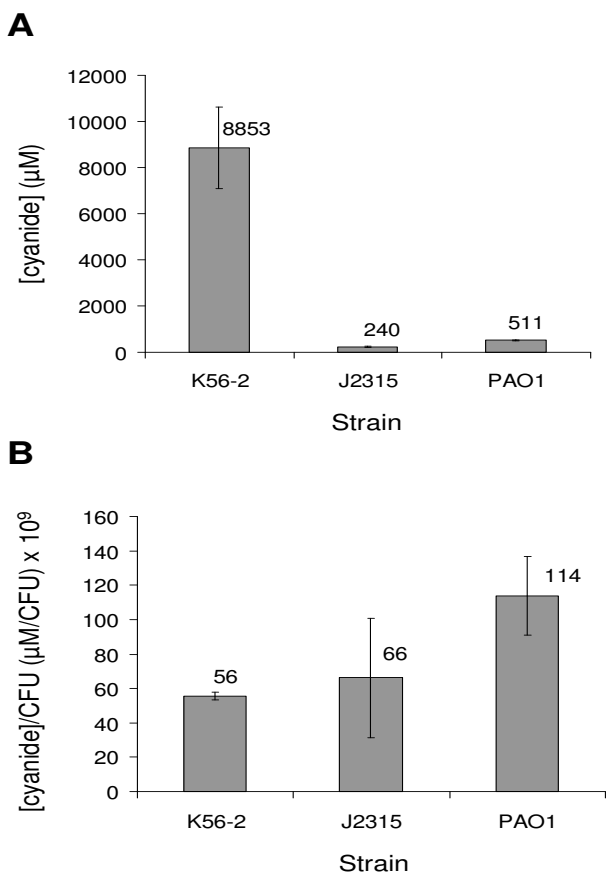 A
12000
10000
8000
6000
4000
2000
0
[cyanide] (µM)
8853
240
511
K56-2 J2315 PAO1
Strain
B
160
140
120
100
80
60
40
20
0
[cyanide]/CFU (µM/CFU) x 10⁹
56
66
114
K56-2 J2315 PAO1
Strain